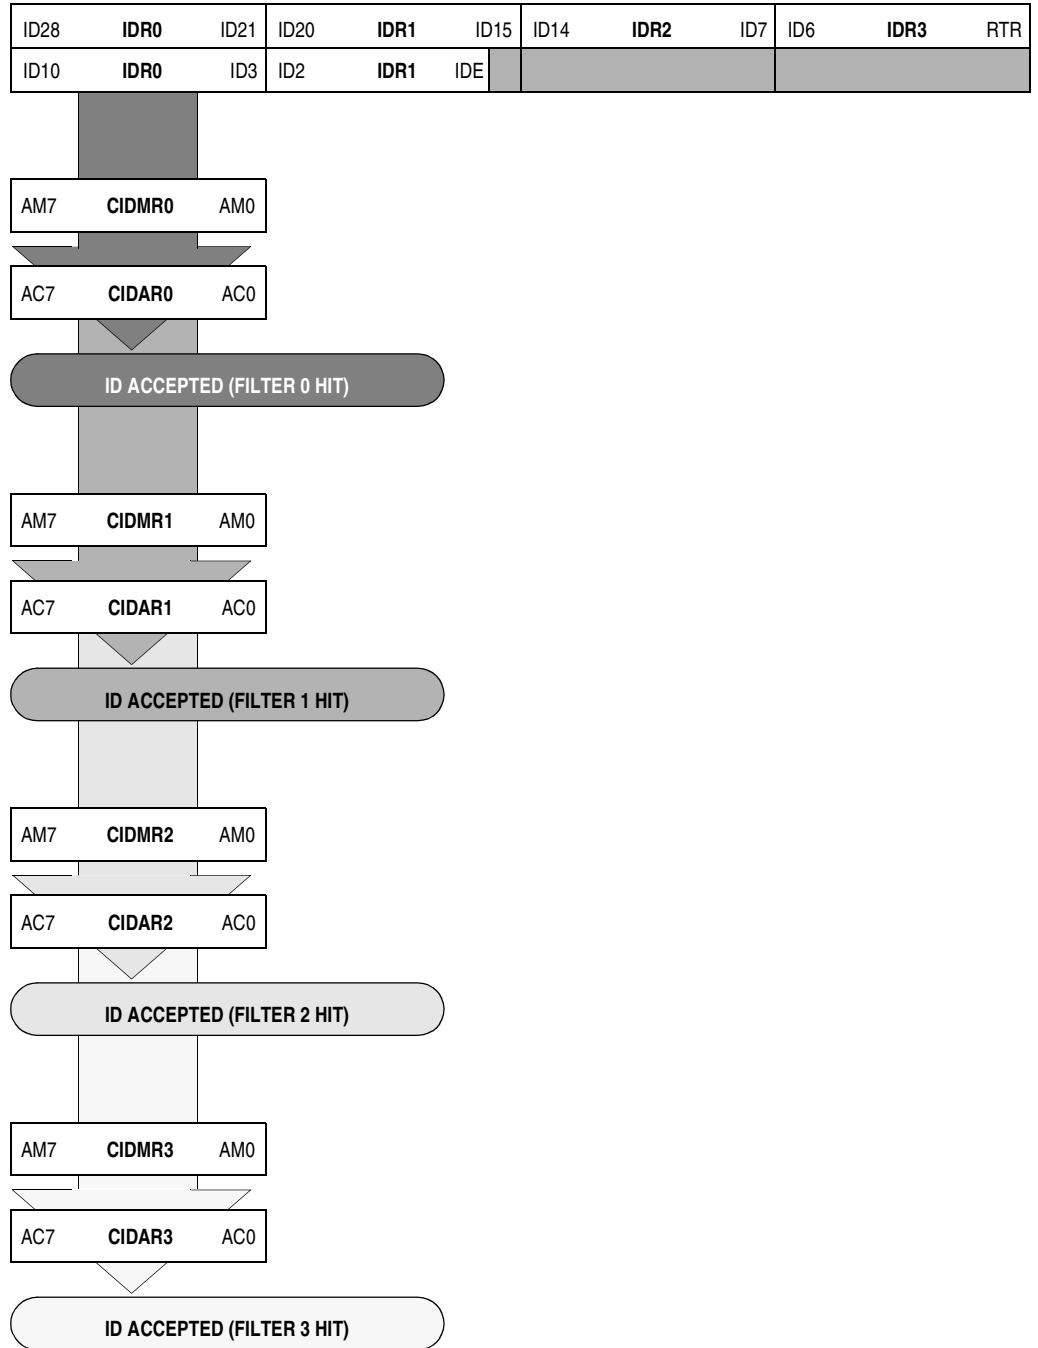 ID28 IDR0 ID21 ID20 IDR1 ID15 ID14 IDR2 ID7 ID6 IDR3 RTR
ID10 IDR0 ID3 ID2 IDR1 IDE
AM7 CIDMR0 AM0
AC7 CIDAR0 AC0
ID ACCEPTED (FILTER 0 HIT)
AM7 CIDMR1 AM0
AC7 CIDAR1 AC0
ID ACCEPTED (FILTER 1 HIT)
AM7 CIDMR2 AM0
AC7 CIDAR2 AC0
ID ACCEPTED (FILTER 2 HIT)
AM7 CIDMR3 AM0
AC7 CIDAR3 AC0
ID ACCEPTED (FILTER 3 HIT)